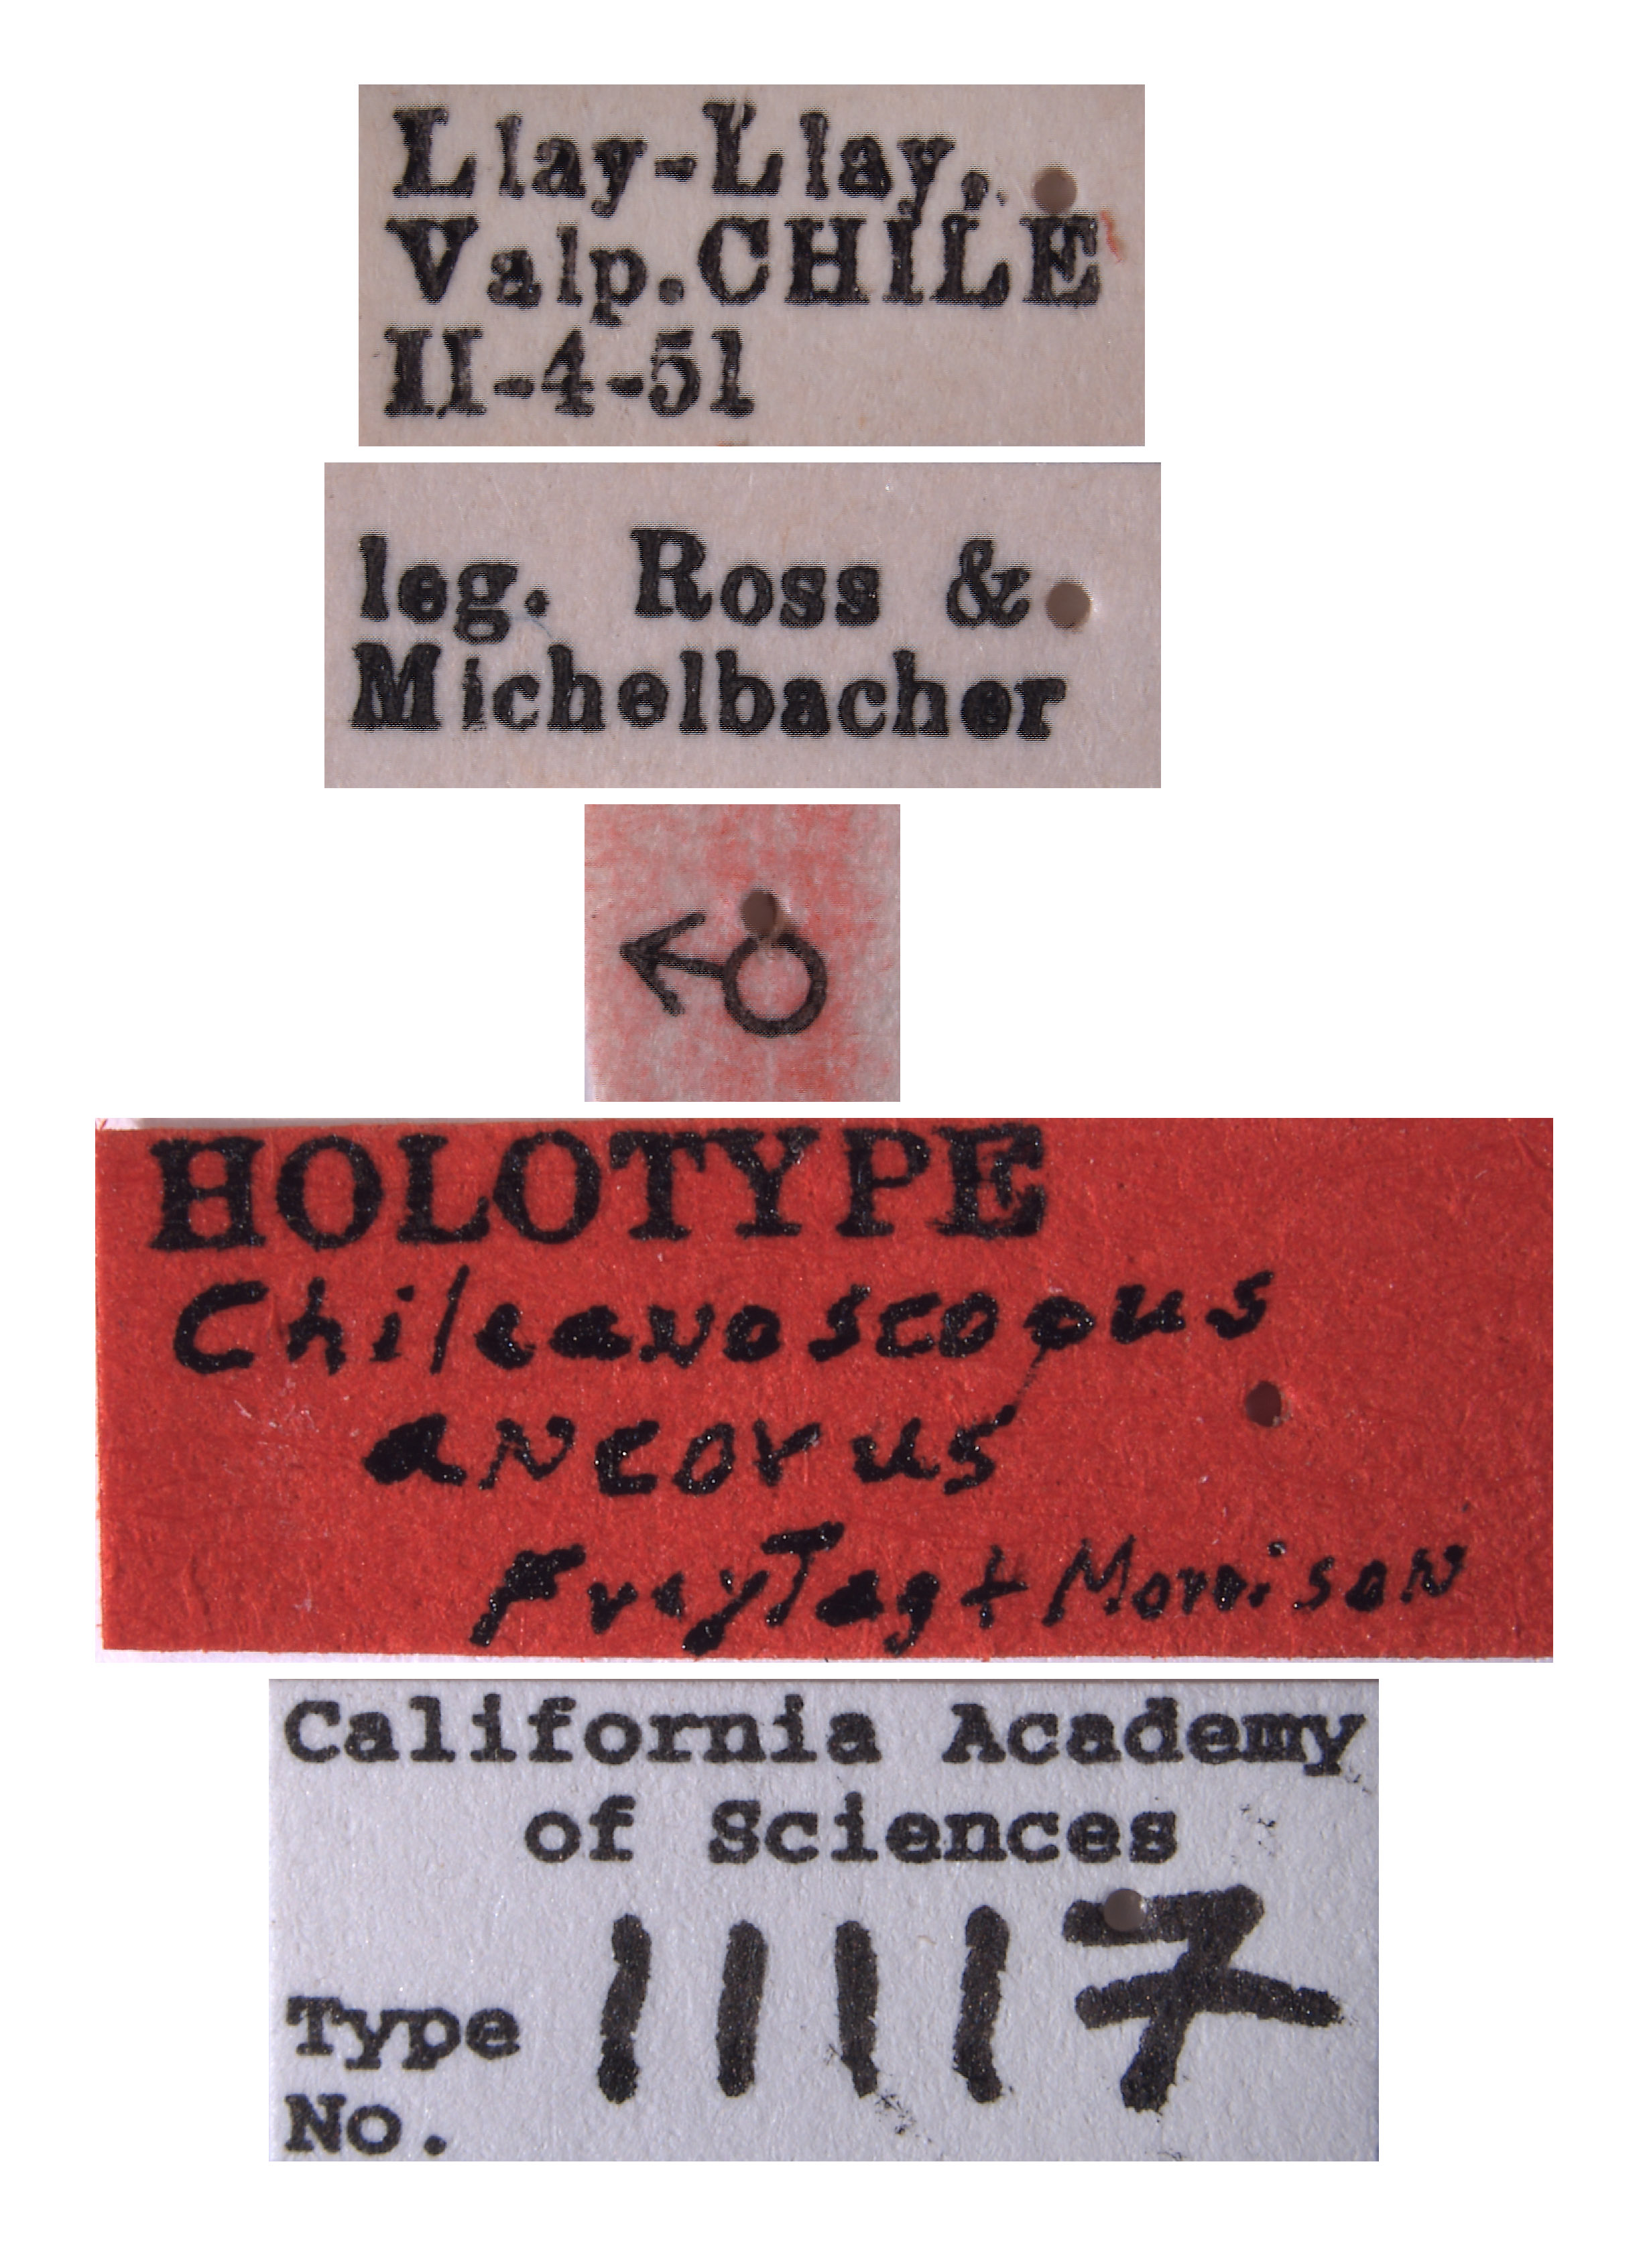 Llay-Llay,
Valp.CHILE
II-4-51
leg. Ross &
Michelbacher
♂
HOLOTYPE
Chileanoscopus
ancorus
Freytag + Morrison
California Academy
of Sciences
Type 11117
No.